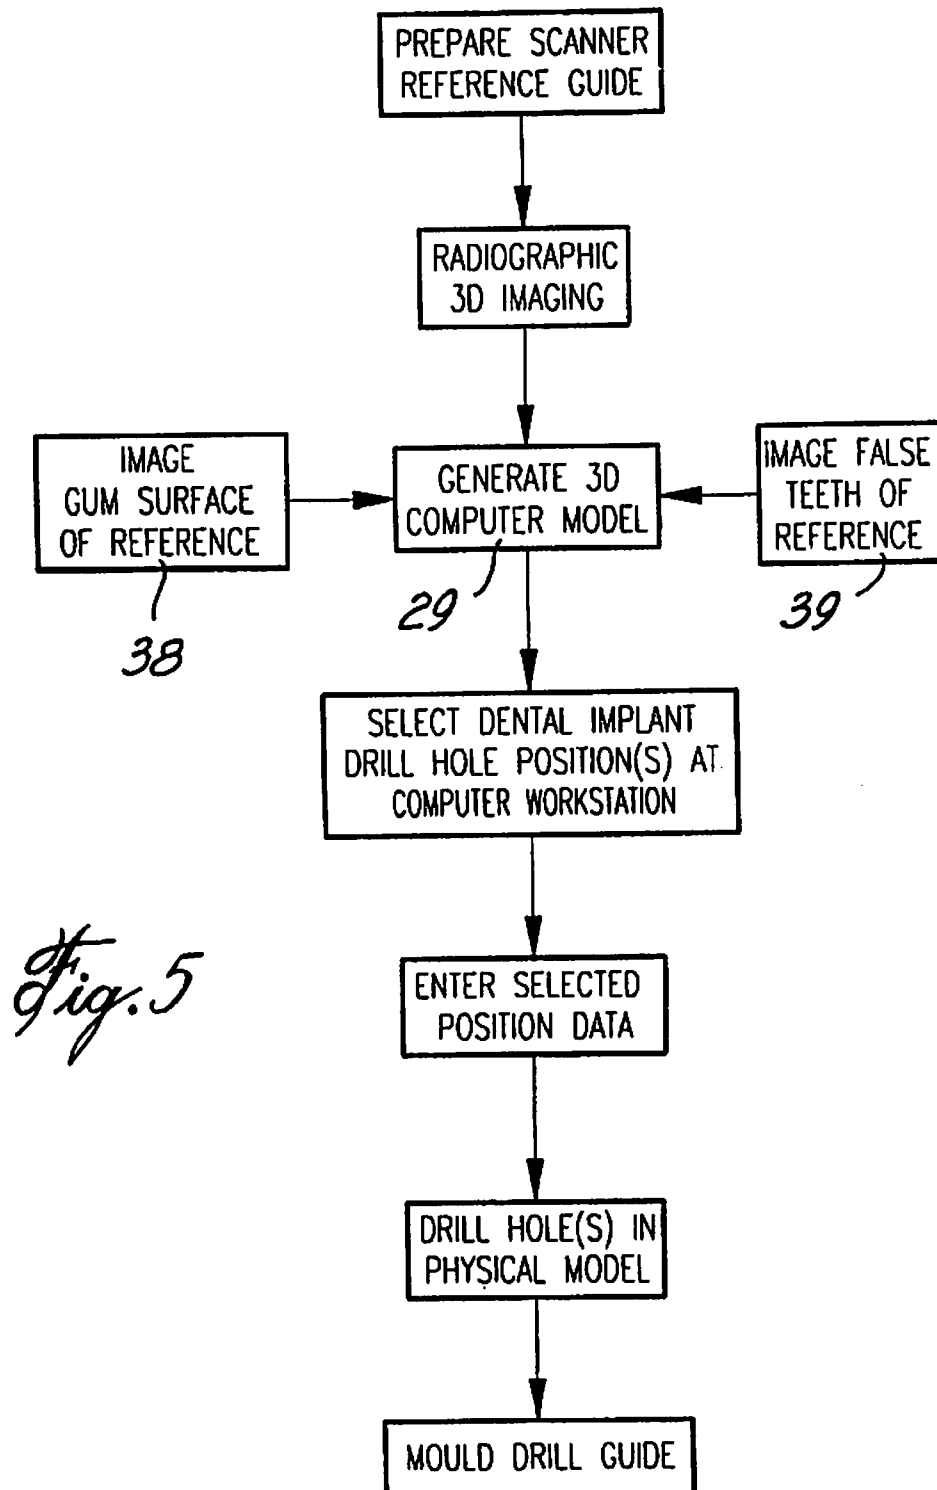 PREPARE SCANNER
REFERENCE GUIDE
RADIOGRAPHIC
3D IMAGING
IMAGE
GUM SURFACE
OF REFERENCE
38
GENERATE 3D
COMPUTER MODEL
29
IMAGE FALSE
TEETH OF
REFERENCE
39
SELECT DENTAL IMPLANT
DRILL HOLE POSITION(S) AT
COMPUTER WORKSTATION
ENTER SELECTED
POSITION DATA
Fig. 5
DRILL HOLE(S) IN
PHYSICAL MODEL
MOULD DRILL GUIDE